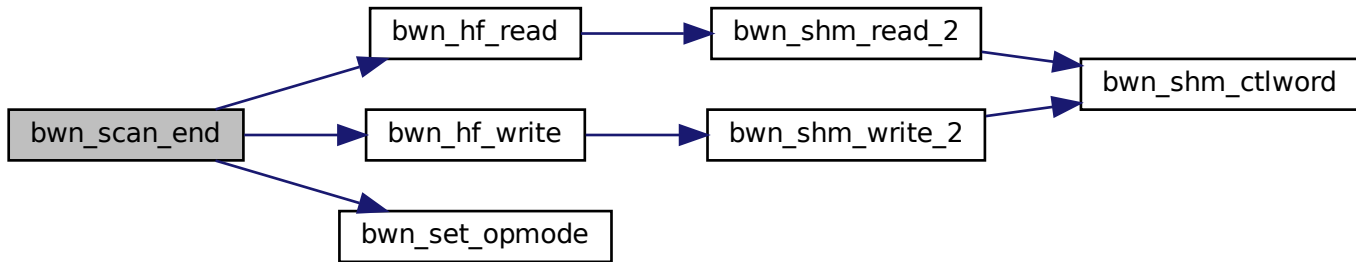 bwn_hf_read
bwn_shm_read_2
bwn_shm_ctlword
bwn_scan_end
bwn_hf_write
bwn_shm_write_2
bwn_set_opmode